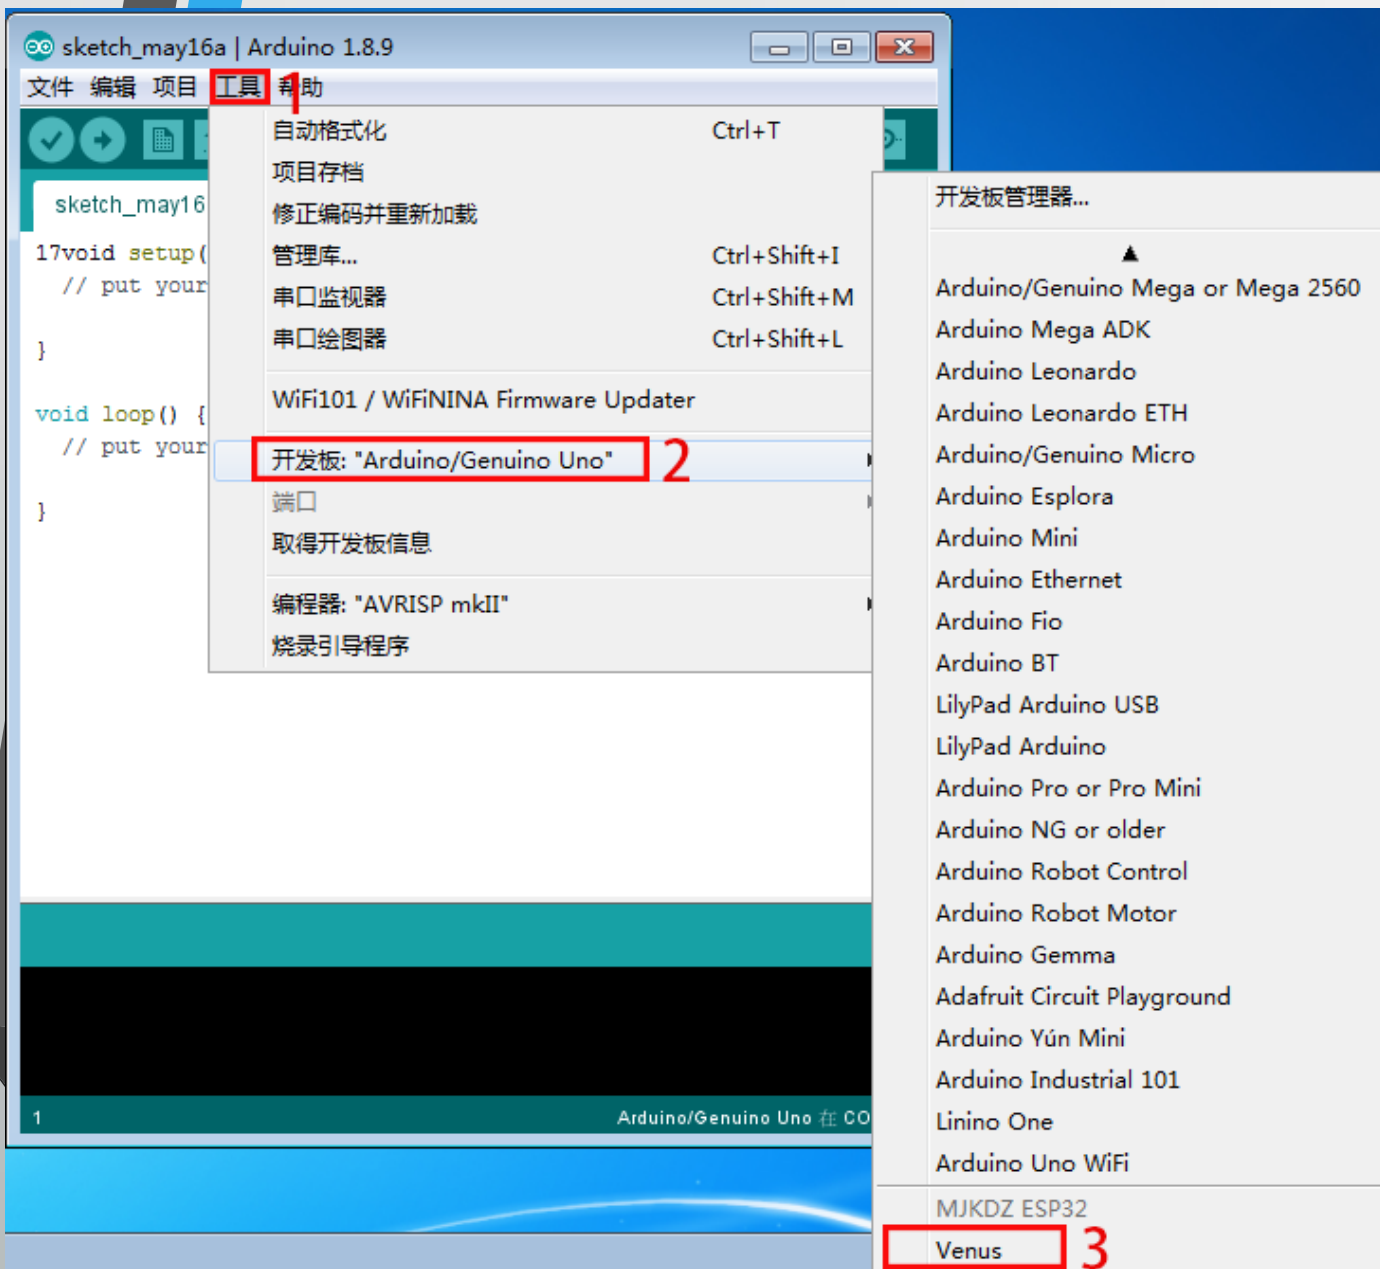 sketch_may16a | Arduino 1.8.9
文件 编辑 项目 工具 帮助
1
自动格式化 Ctrl+T
项目存档
修正编码并重新加载
管理库... Ctrl+Shift+I
串口监视器 Ctrl+Shift+M
串口绘图器 Ctrl+Shift+L
WiFi101 / WiFiNINA Firmware Updater
开发板: "Arduino/Genuino Uno" 2
端口
取得开发板信息
编程器: "AVRISP mkII"
烧录引导程序
sketch_may16
17void setup(
// put your
}
void loop() {
// put your
}
1 Arduino/Genuino Uno 在 CO
开发板管理器...
Arduino/Genuino Mega or Mega 2560
Arduino Mega ADK
Arduino Leonardo
Arduino Leonardo ETH
Arduino/Genuino Micro
Arduino Esplora
Arduino Mini
Arduino Ethernet
Arduino Fio
Arduino BT
LilyPad Arduino USB
LilyPad Arduino
Arduino Pro or Pro Mini
Arduino NG or older
Arduino Robot Control
Arduino Robot Motor
Arduino Gemma
Adafruit Circuit Playground
Arduino Yún Mini
Arduino Industrial 101
Linino One
Arduino Uno WiFi
MJKDZ ESP32
Venus 3